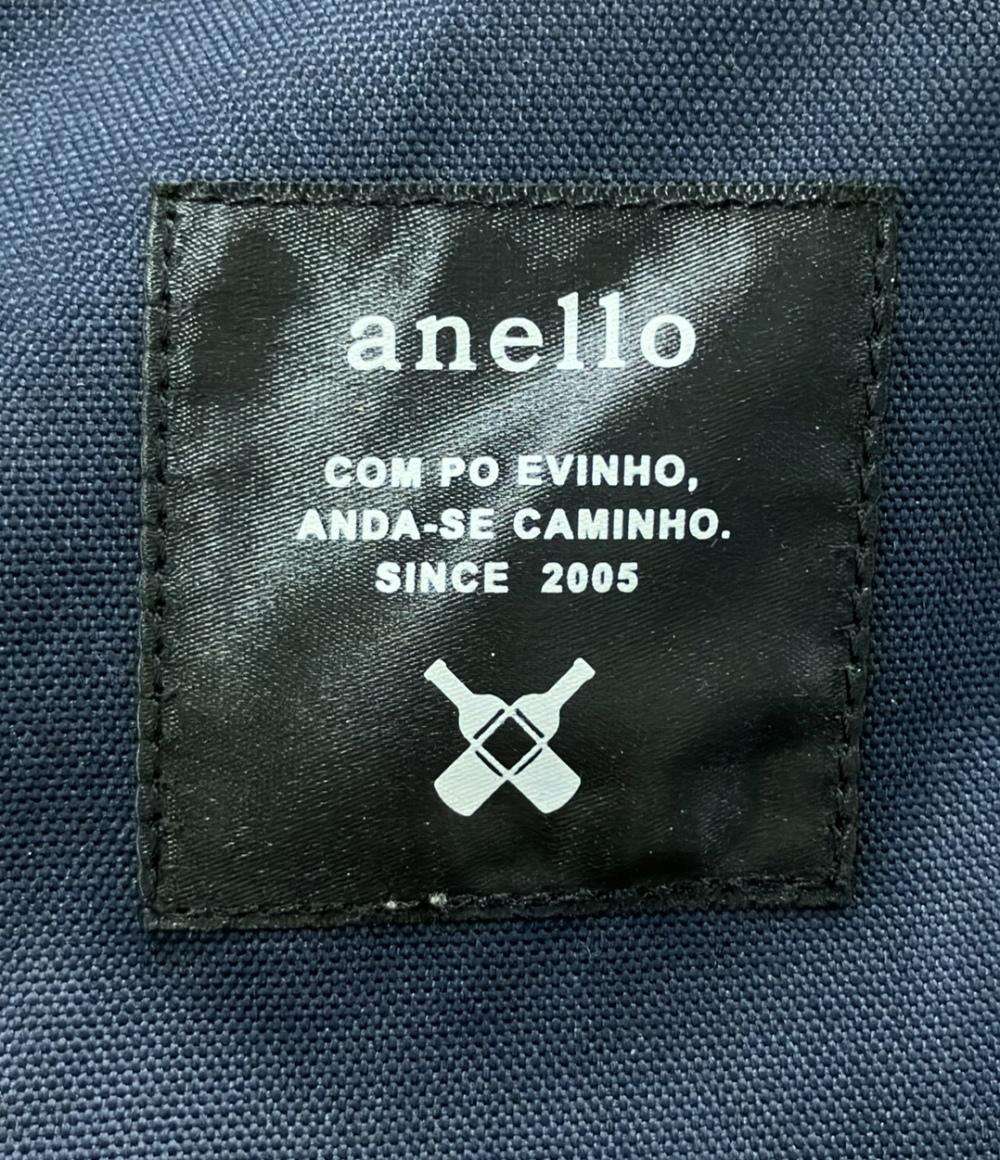 anello
COM PO EVINHO,
ANDA-SE CAMINHO.
SINCE 2005